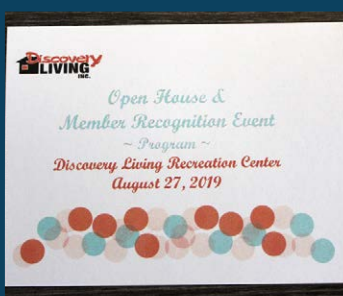 Discovery
LIVING
INC.
Open House &
Member Recognition Event
~ Program ~
Discovery Living Recreation Center
August 27, 2019